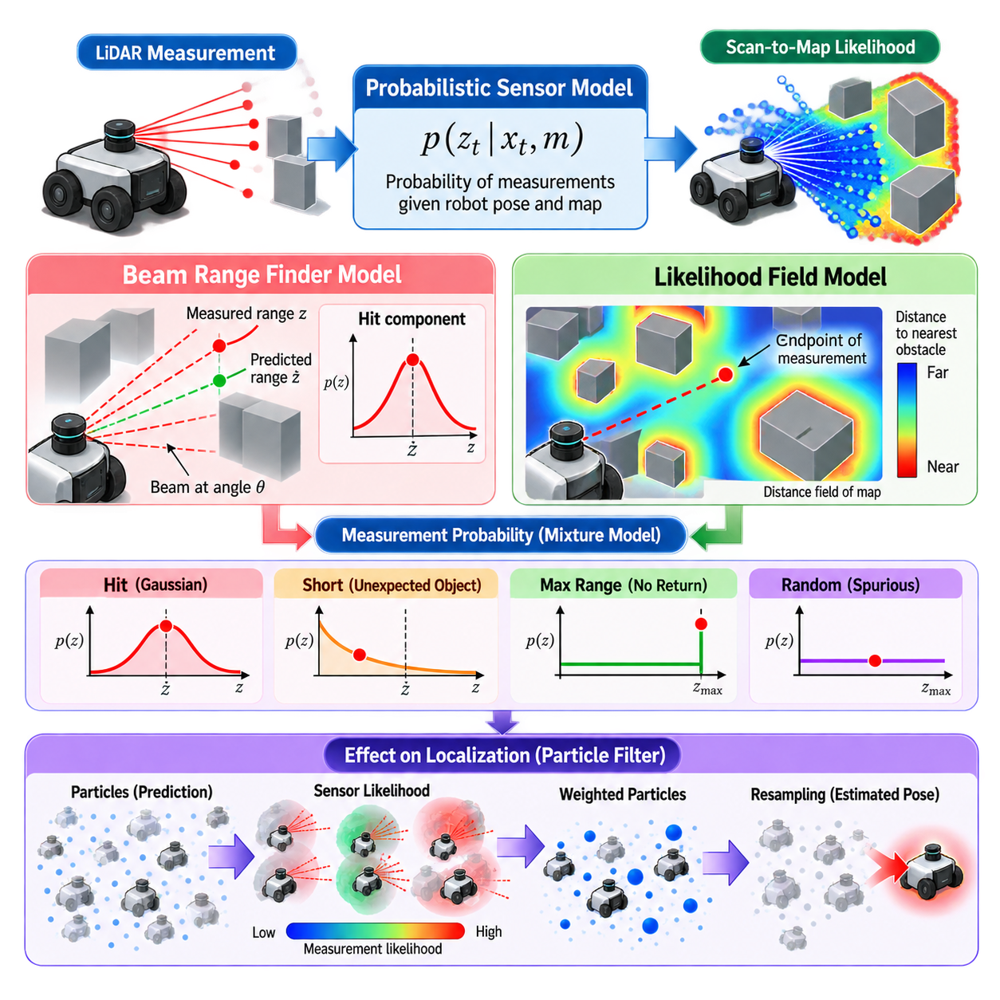 LiDAR Measurement
Scan-to-Map Likelihood
Probabilistic Sensor Model
p(z_t | x_t, m)
Probability of measurements
given robot pose and map
Beam Range Finder Model
Measured range z
Predicted
range ż
Beam at angle θ
Hit component
p(z)
ż
z
Likelihood Field Model
Endpoint of
measurement
Distance
to nearest
obstacle
Far
Near
Distance field of map
Measurement Probability (Mixture Model)
Hit (Gaussian)
p(z)
ż
z
Short (Unexpected Object)
p(z)
ż
z
Max Range (No Return)
p(z)
z_max
Random (Spurious)
p(z)
z_max
Effect on Localization (Particle Filter)
Particles (Prediction)
Sensor Likelihood
Weighted Particles
Resampling (Estimated Pose)
Low
High
Measurement likelihood